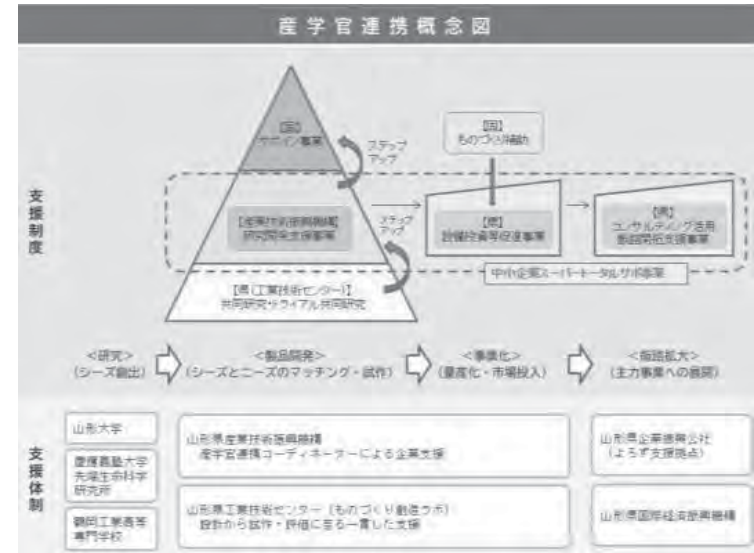 産学官連携概念図
支援制度
【国】
サポイン事業
ステップ
アップ
【国】
ものづくり補助
【産業技術振興機構】
研究開発支援事業
ステップ
アップ
【県】
設備投資等促進事業
【県】
コンサルティング活用
販路開拓支援事業
中小企業スーパートータルサポ事業
【県（工業技術センター）】
共同研究・トライアル共同研究
＜研究＞
（シーズ創出）
＜製品開発＞
（シーズとニーズのマッチング・試作）
＜事業化＞
（量産化・市場投入）
＜販路拡大＞
（主力事業への展開）
支援体制
山形大学
慶應義塾大学
先端生命科学
研究所
鶴岡工業高等
専門学校
山形県産業技術振興機構
産学官連携コーディネーターによる企業支援
山形県工業技術センター（ものづくり創造ラボ）
設計から試作・評価に至る一貫した支援
山形県企業振興公社
（よろず支援拠点）
山形県国際経済振興機構